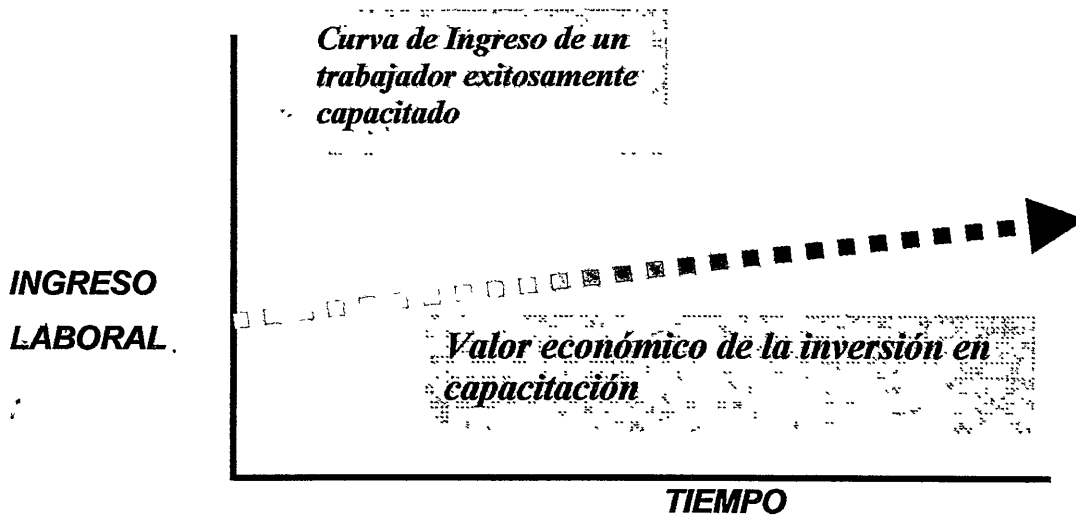 Curva de Ingreso de un
trabajador exitosamente
capacitado
INGRESO
LABORAL
Valor económico de la inversión en
capacitación
TIEMPO